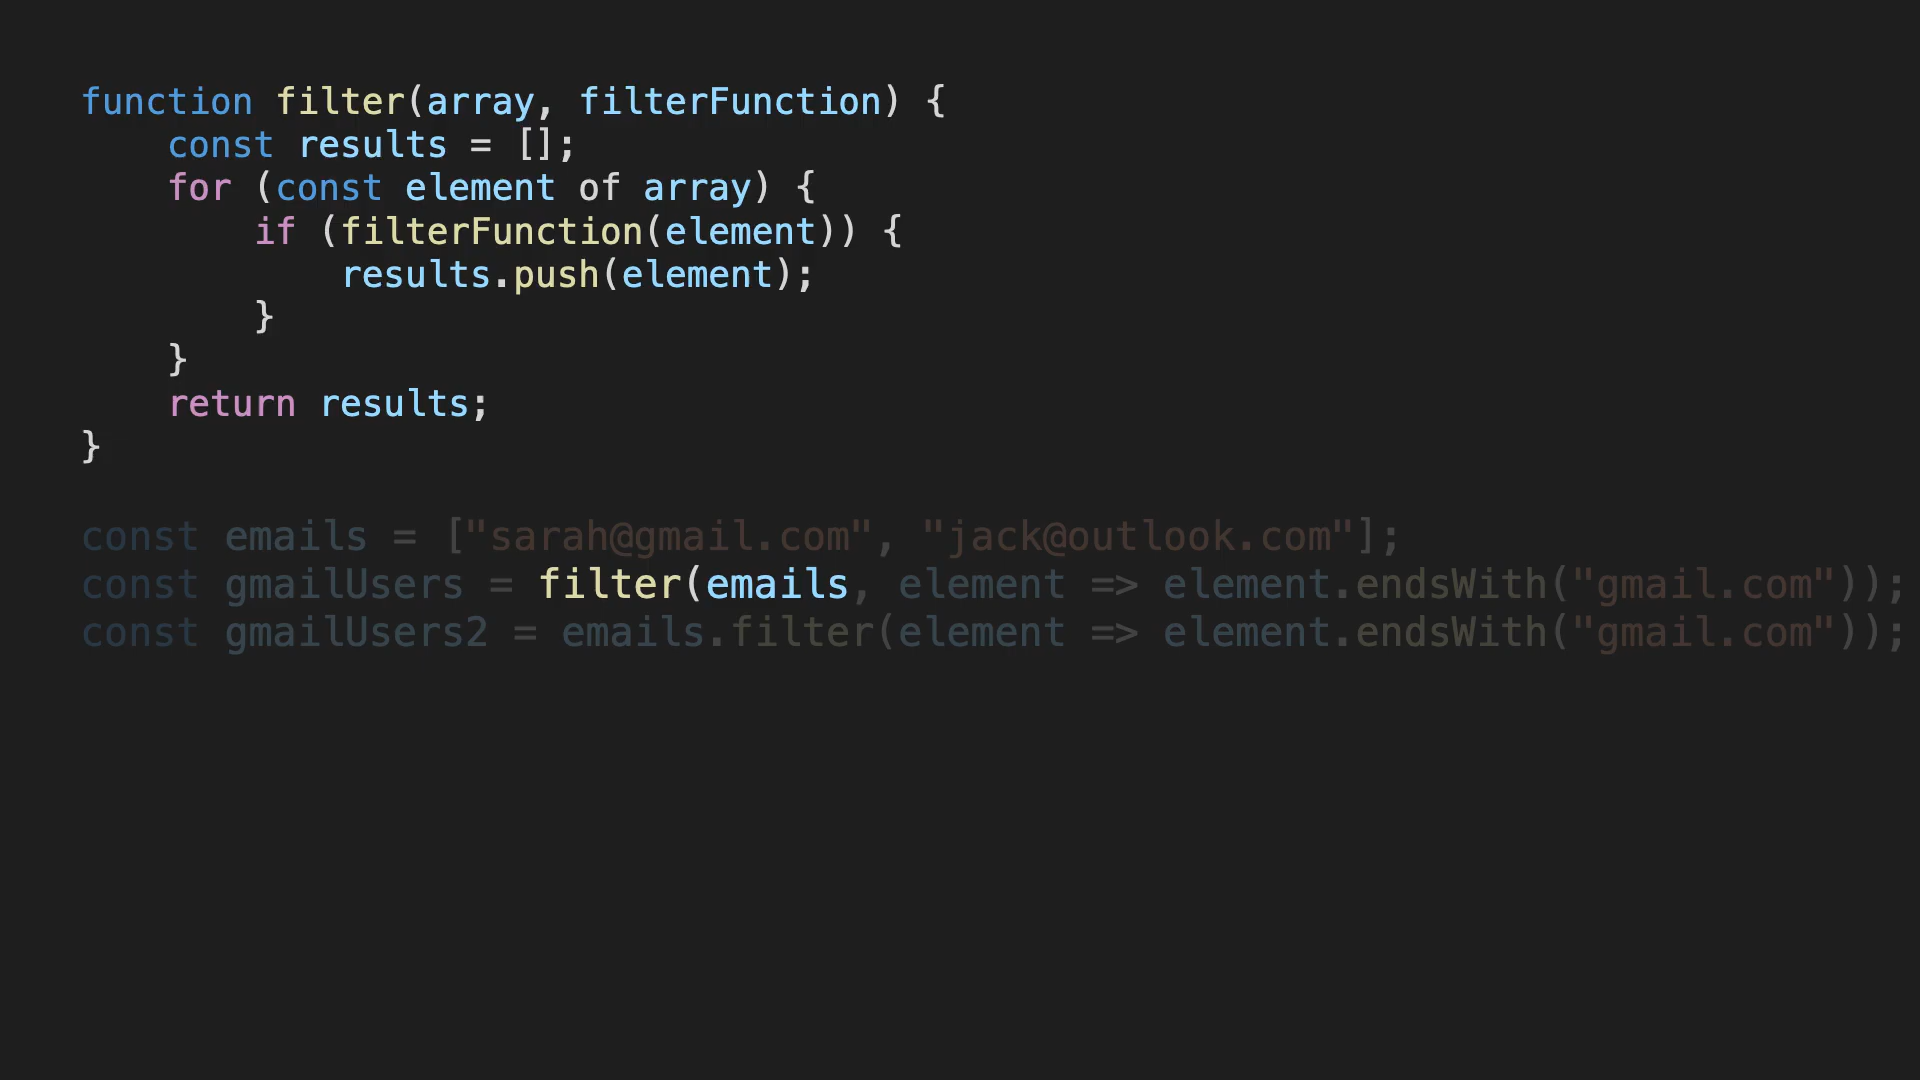 function filter(array, filterFunction) {
    const results = [];
    for (const element of array) {
        if (filterFunction(element)) {
            results.push(element);
        }
    }
    return results;
}
const emails = ["sarah@gmail.com", "jack@outlook.com"];
const gmailUsers = filter(emails, element => element.endsWith("gmail.com"));
const gmailUsers2 = emails.filter(element => element.endsWith("gmail.com"));